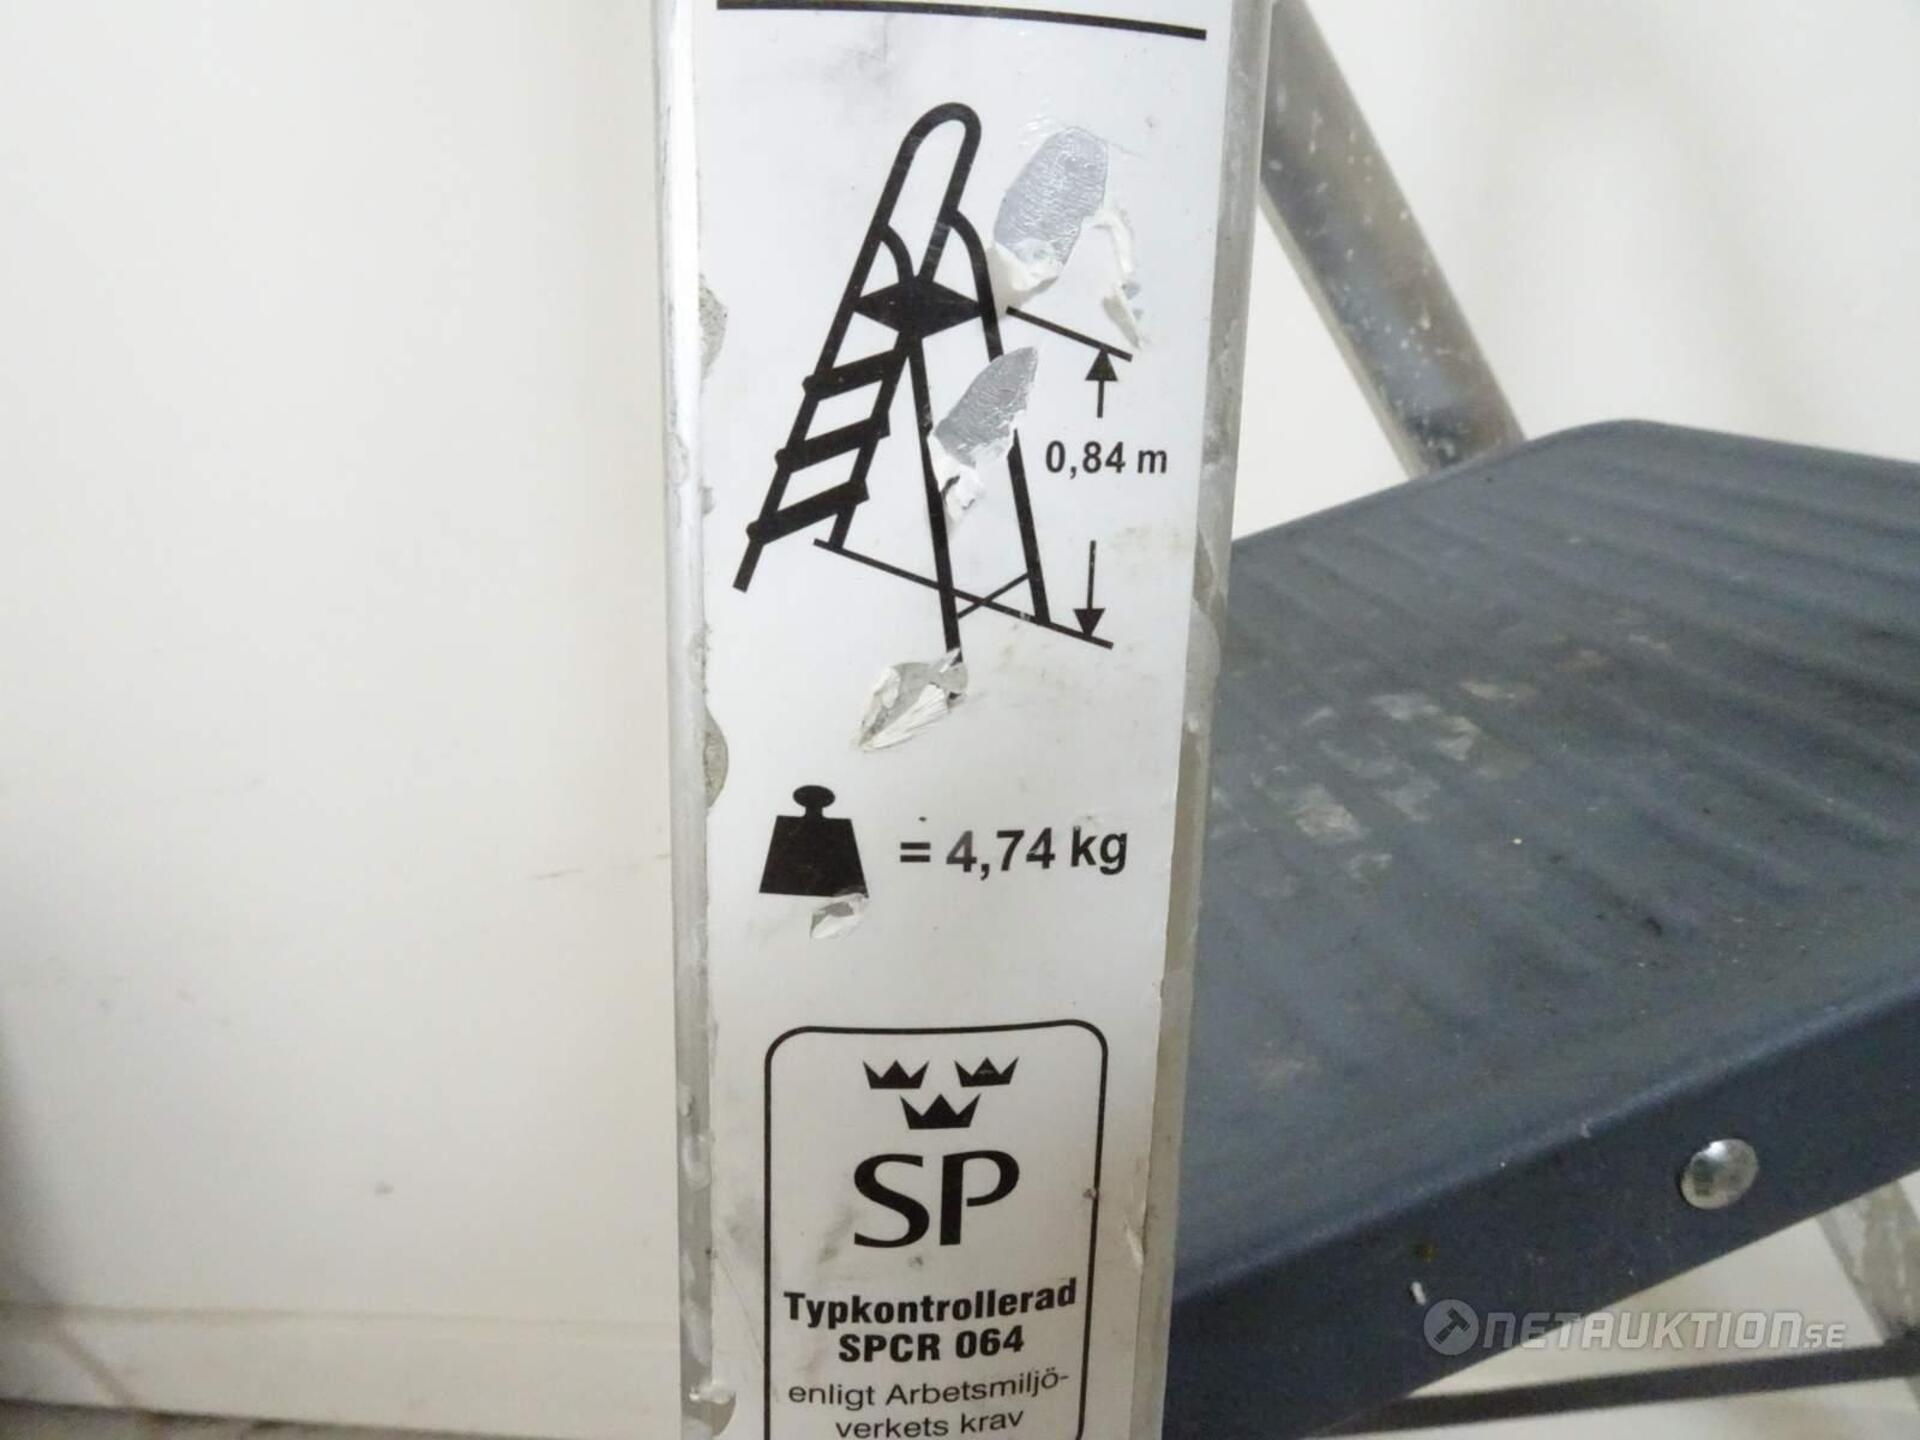 0,84 m
= 4,74 kg
SP
Typkontrollerad
SPCR 064
enligt Arbetsmiljö-
verkets krav
NETAUKTION.SE